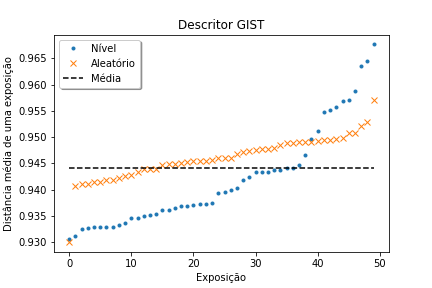 Descritor GIST
Nível
Aleatório
Média
Distância média de uma exposição
0.965
0.960
0.955
0.950
0.945
0.940
0.935
0.930
0
10
20
30
40
50
Exposição